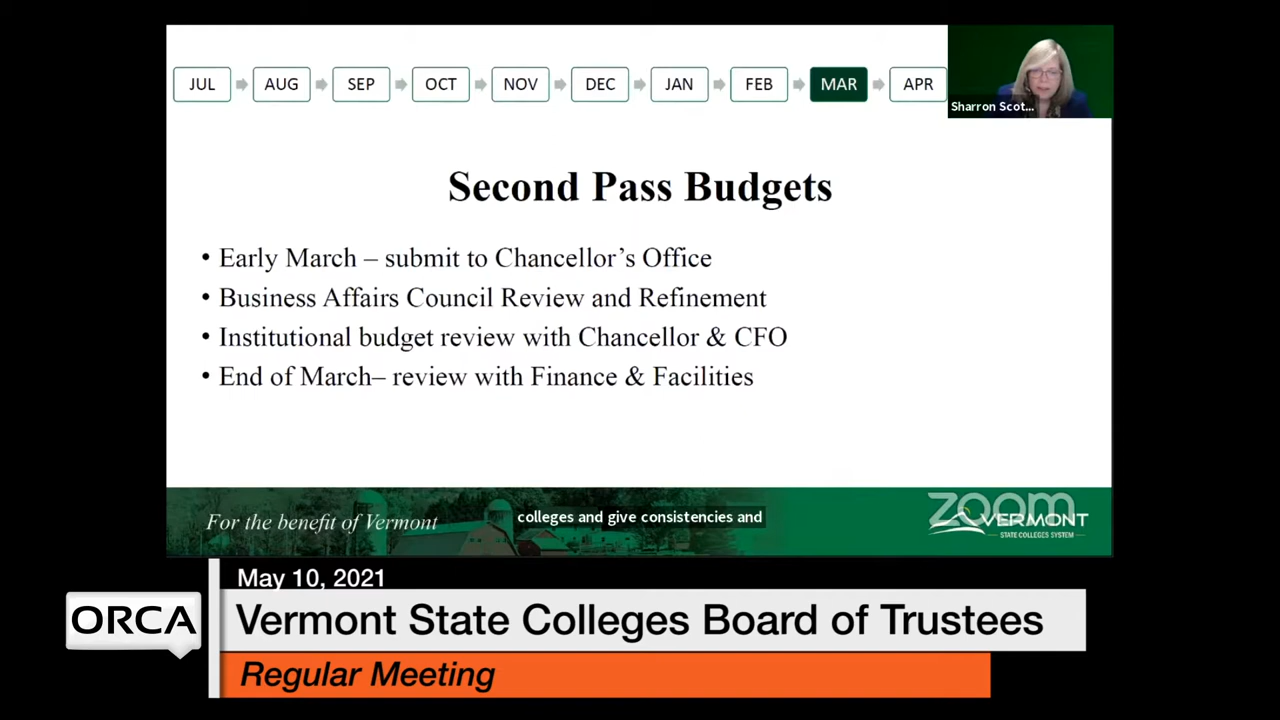 JUL AUG SEP OCT NOV DEC JAN FEB MAR APR
Sharron Scot...
Second Pass Budgets
• Early March – submit to Chancellor’s Office
• Business Affairs Council Review and Refinement
• Institutional budget review with Chancellor & CFO
• End of March– review with Finance & Facilities
For the benefit of Vermont
colleges and give consistencies and
zoom
VERMONT
STATE COLLEGES SYSTEM
May 10, 2021
ORCA
Vermont State Colleges Board of Trustees
Regular Meeting